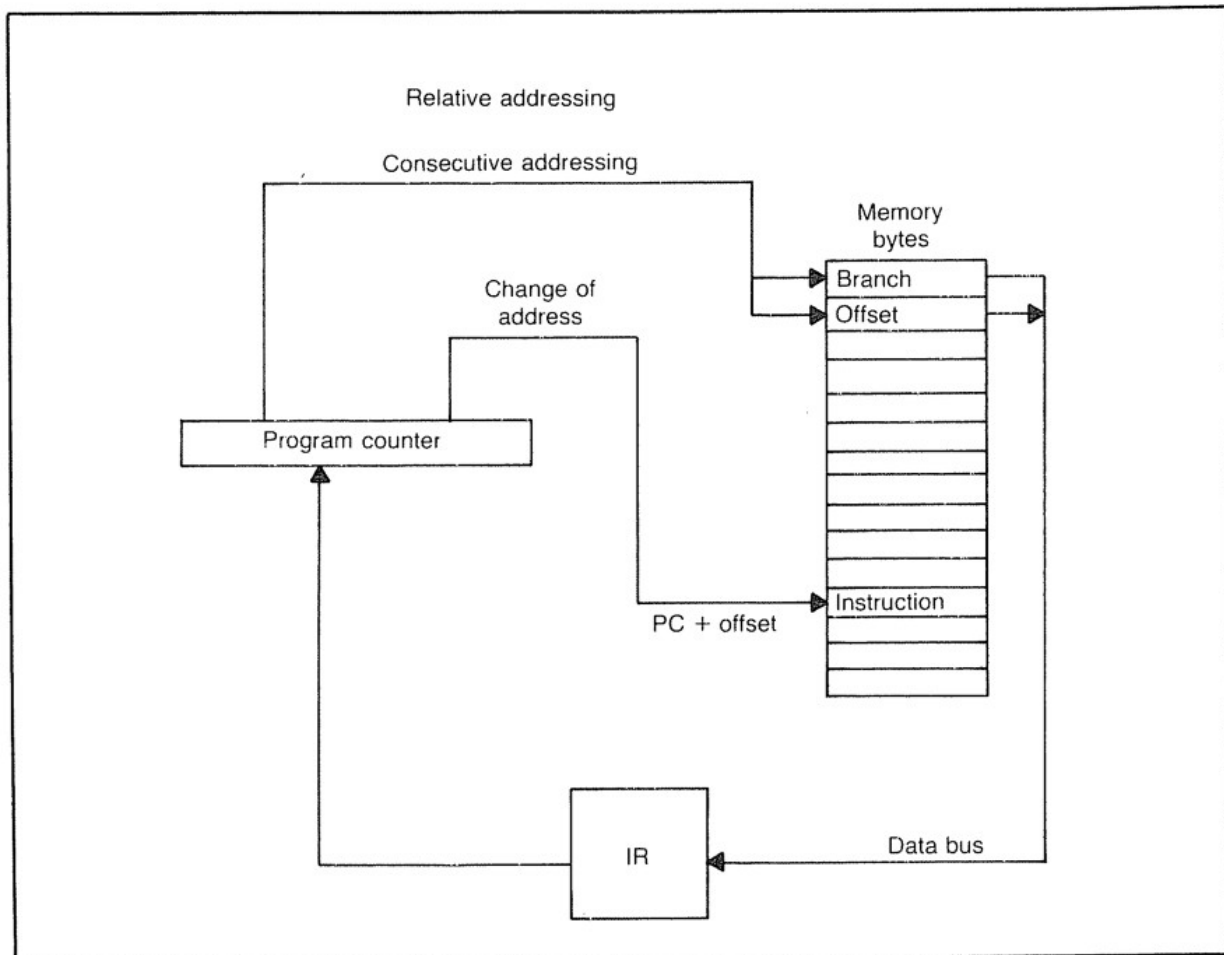 Relative addressing
Consecutive addressing
Memory
bytes
Branch
Change of
address
Offset
Program counter
Instruction
PC + offset
IR
Data bus